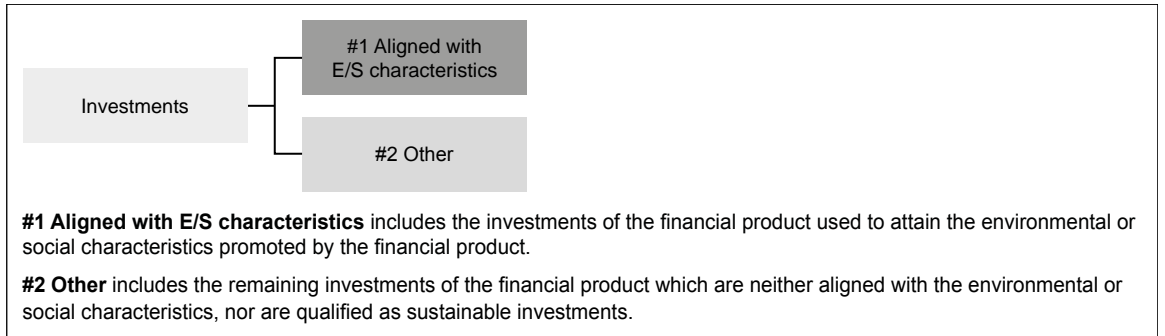 #1 Aligned with
E/S characteristics
Investments
#2 Other
#1 Aligned with E/S characteristics includes the investments of the financial product used to attain the environmental or
social characteristics promoted by the financial product.
#2 Other includes the remaining investments of the financial product which are neither aligned with the environmental or
social characteristics, nor are qualified as sustainable investments.